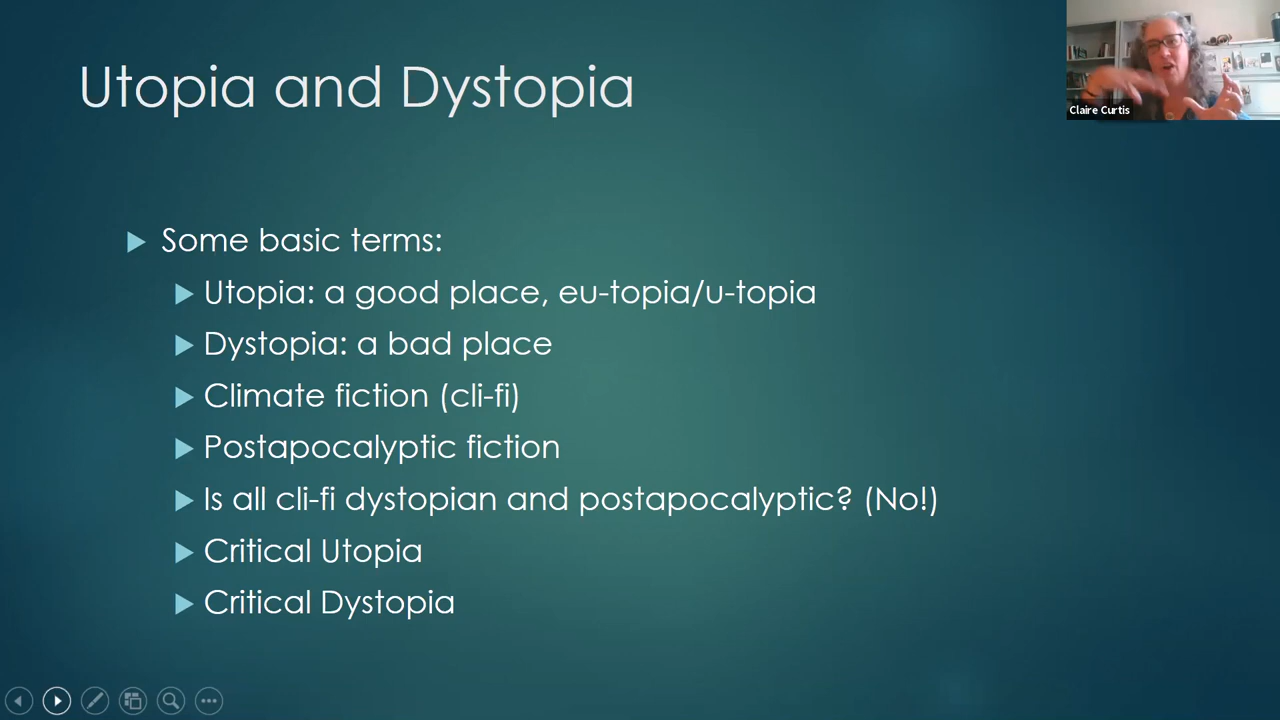 Utopia and Dystopia
Claire Curtis
Some basic terms:
Utopia: a good place, eu-topia/u-topia
Dystopia: a bad place
Climate fiction (cli-fi)
Postapocalyptic fiction
Is all cli-fi dystopian and postapocalyptic? (No!)
Critical Utopia
Critical Dystopia